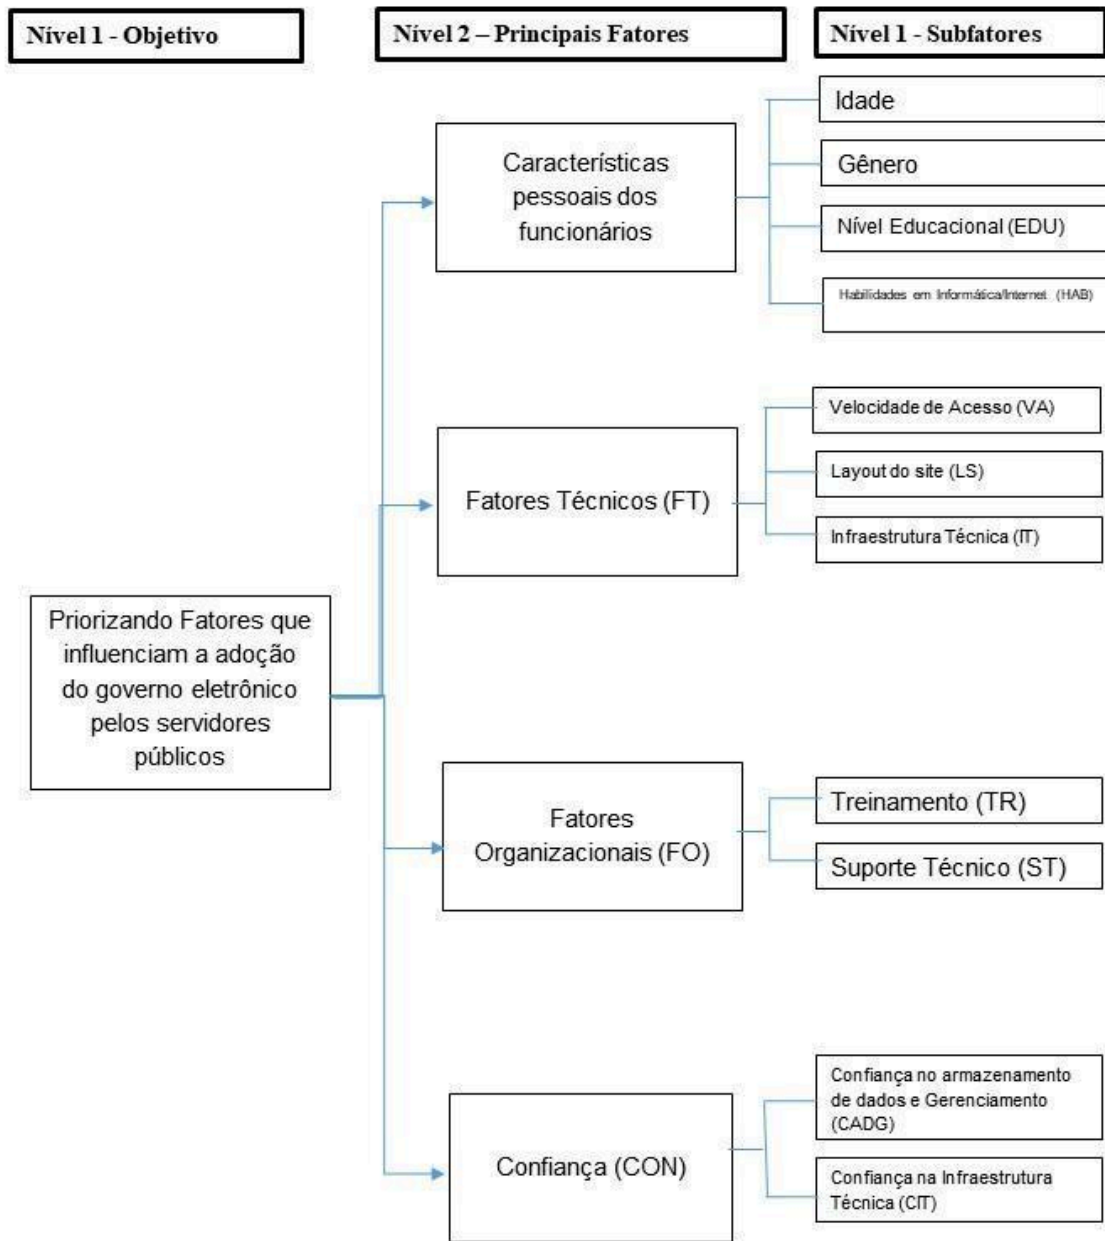 Nível 1 - Objetivo
Nível 2 – Principais Fatores
Nível 1 - Subfatores
Idade
Gênero
Nível Educacional (EDU)
Habilidades em Informática/Internet (HAB)
Característícas
pessoais dos
funcionários
Velocidade de Acesso (VA)
Layout do site (LS)
Infraestrutura Técnica (IT)
Fatores Técnicos (FT)
Priorizando Fatores que
influenciam a adoção
do governo eletrônico
pelos servidores
públicos
Fatores
Organizacionais (FO)
Treinamento (TR)
Suporte Técnico (ST)
Confiança (CON)
Confiança no armazenamento
de dados e Gerenciamento
(CADG)
Confiança na Infraestrutura
Técnica (CIT)